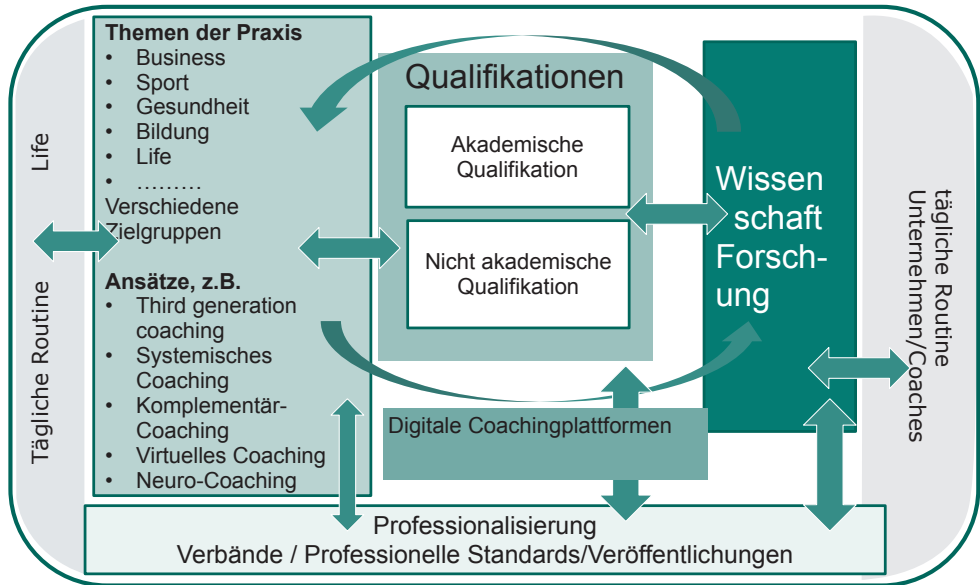 Tägliche Routine Life
Themen der Praxis
• Business
• Sport
• Gesundheit
• Bildung
• Life
• ………
Verschiedene
Zielgruppen
Ansätze, z.B.
• Third generation
coaching
• Systemisches
Coaching
• Komplementär-
Coaching
• Virtuelles Coaching
• Neuro-Coaching
Qualifikationen
Akademische
Qualifikation
Nicht akademische
Qualifikation
Digitale Coachingplattformen
Wissen
schaft
Forsch-
ung
tägliche Routine
Unternehmen/Coaches
Professionalisierung
Verbände / Professionelle Standards/Veröffentlichungen